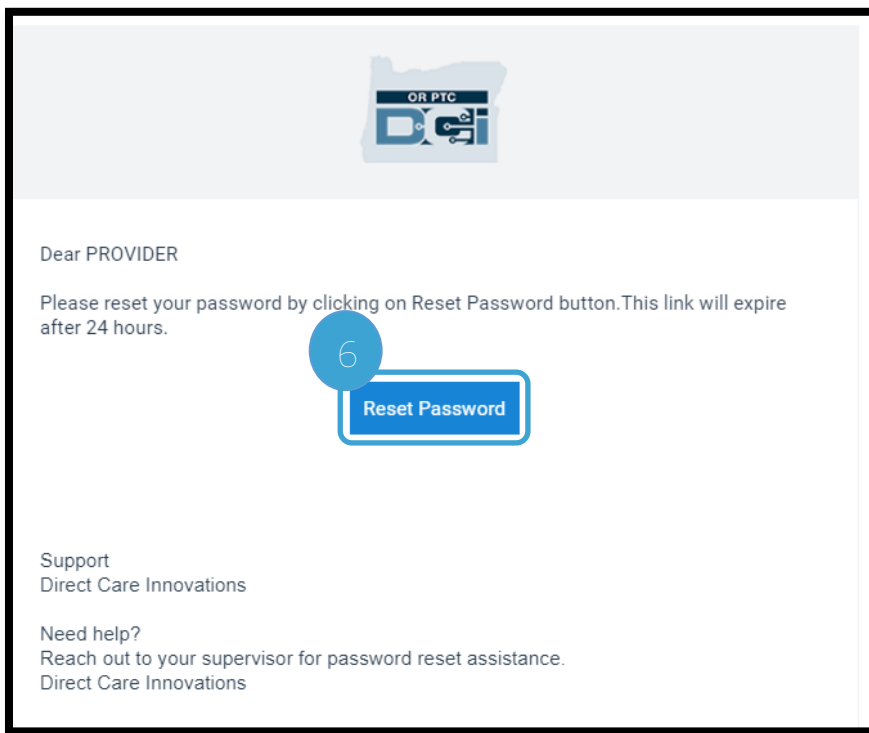 OR PTC
DCi
Dear PROVIDER
Please reset your password by clicking on Reset Password button.This link will expire
after 24 hours.
6
Reset Password
Support
Direct Care Innovations
Need help?
Reach out to your supervisor for password reset assistance.
Direct Care Innovations